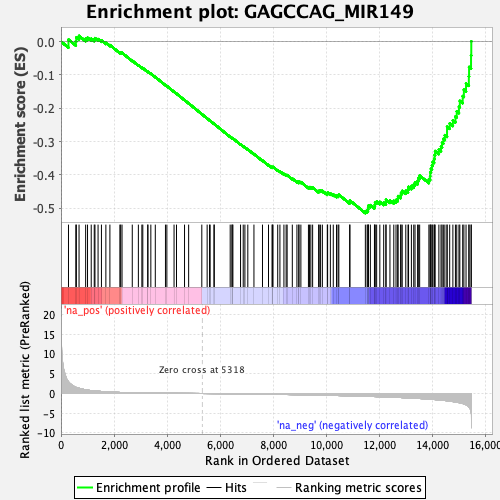 Enrichment plot: GAGCCAG_MIR149
Enrichment score (ES)
0.0
-0.1
-0.2
-0.3
-0.4
-0.5
'na_pos' (positively correlated)
Ranked list metric (PreRanked)
20
15
10
5
0
-5
-10
Zero cross at 5318
'na_neg' (negatively correlated)
0
2,000
4,000
6,000
8,000
10,000
12,000
14,000
16,000
Rank in Ordered Dataset
Enrichment profile
Hits
Ranking metric scores